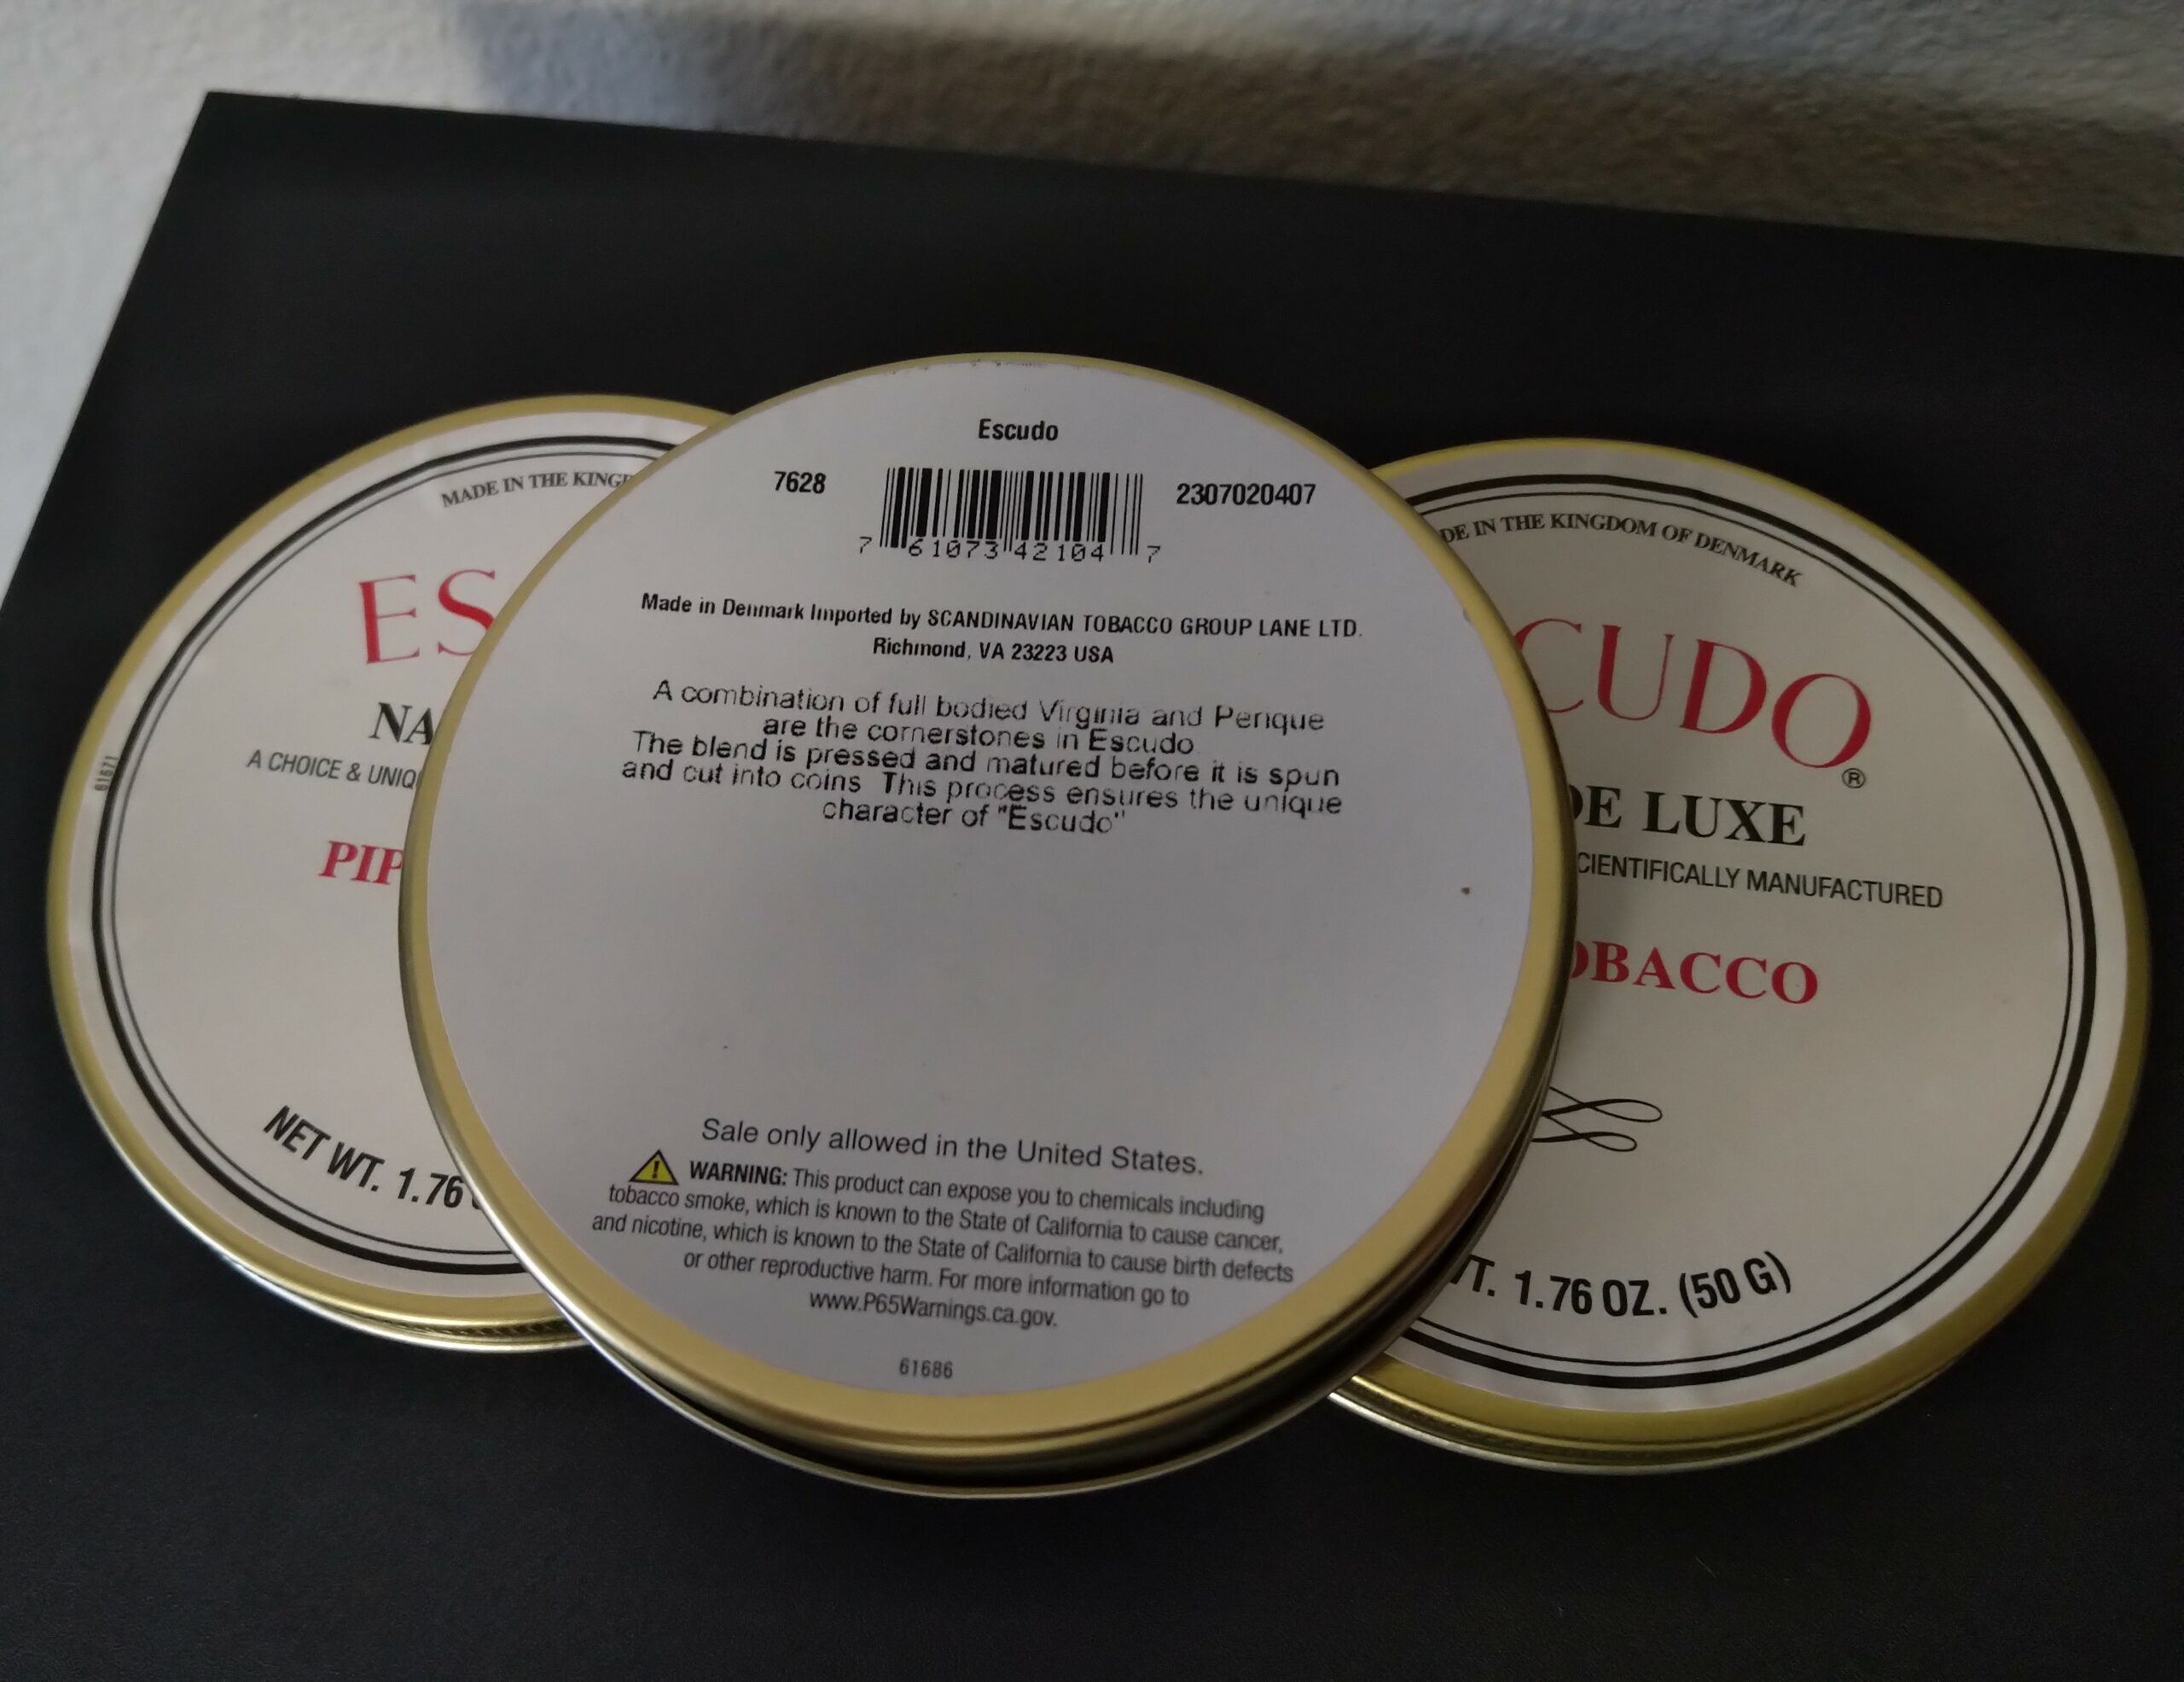 MADE IN THE KING
ES
NA
A CHOICE & UNIQ
PIP
NET WT. 1.76
61671
Escudo
7628
2307020407
7 61073 42104 7
Made in Denmark Imported by SCANDINAVIAN TOBACCO GROUP LANE LTD.
Richmond, VA 23223 USA
A combination of full bodied Virginia and Perique
are the cornerstones in Escudo
The blend is pressed and matured before it is spun
and cut into coins This process ensures the unique
character of "Escudo"
Sale only allowed in the United States.
WARNING: This product can expose you to chemicals including
tobacco smoke, which is known to the State of California to cause cancer,
and nicotine, which is known to the State of California to cause birth defects
or other reproductive harm. For more information go to
www.P65Warnings.ca.gov.
61686
DE IN THE KINGDOM OF DENMARK
CUDO®
DE LUXE
CIENTIFICALLY MANUFACTURED
OBACCO
T. 1.76 OZ. (50 G)